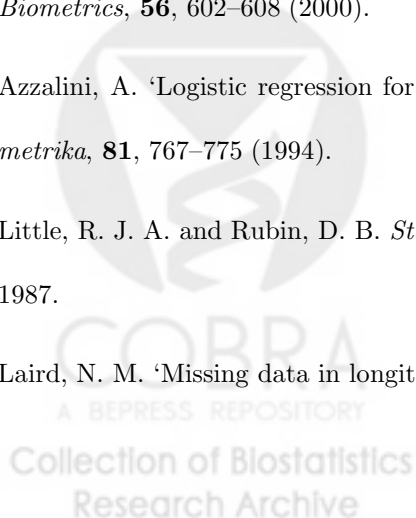 Biometrics, 56, 602–608 (2000).
Azzalini, A. ‘Logistic regression for
metrika, 81, 767–775 (1994).
Little, R. J. A. and Rubin, D. B. St
1987.
Laird, N. M. ‘Missing data in longit
COBRA
A BEPRESS REPOSITORY
Collection of Biostatistics
Research Archive